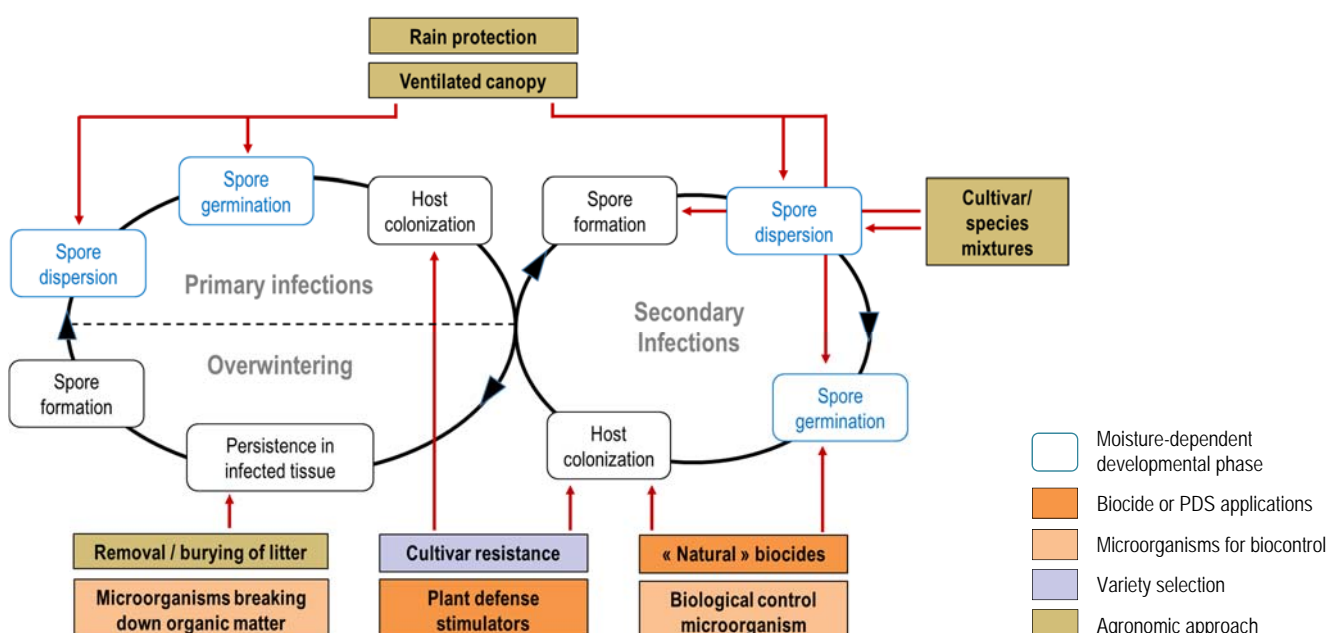 Rain protection
Ventilated canopy
Spore
germination
Host
colonization
Spore
formation
Spore
dispersion
Cultivar/
species
mixtures
Spore
dispersion
Primary infections
Secondary
Infections
Overwintering
Spore
formation
Spore
germination
Persistence in
infected tissue
Host
colonization
Moisture-dependent
developmental phase
Biocide or PDS applications
Microorganisms for biocontrol
Variety selection
Agronomic approach
Removal / burying of litter
Cultivar resistance
« Natural » biocides
Microorganisms breaking
down organic matter
Plant defense
stimulators
Biological control
microorganism